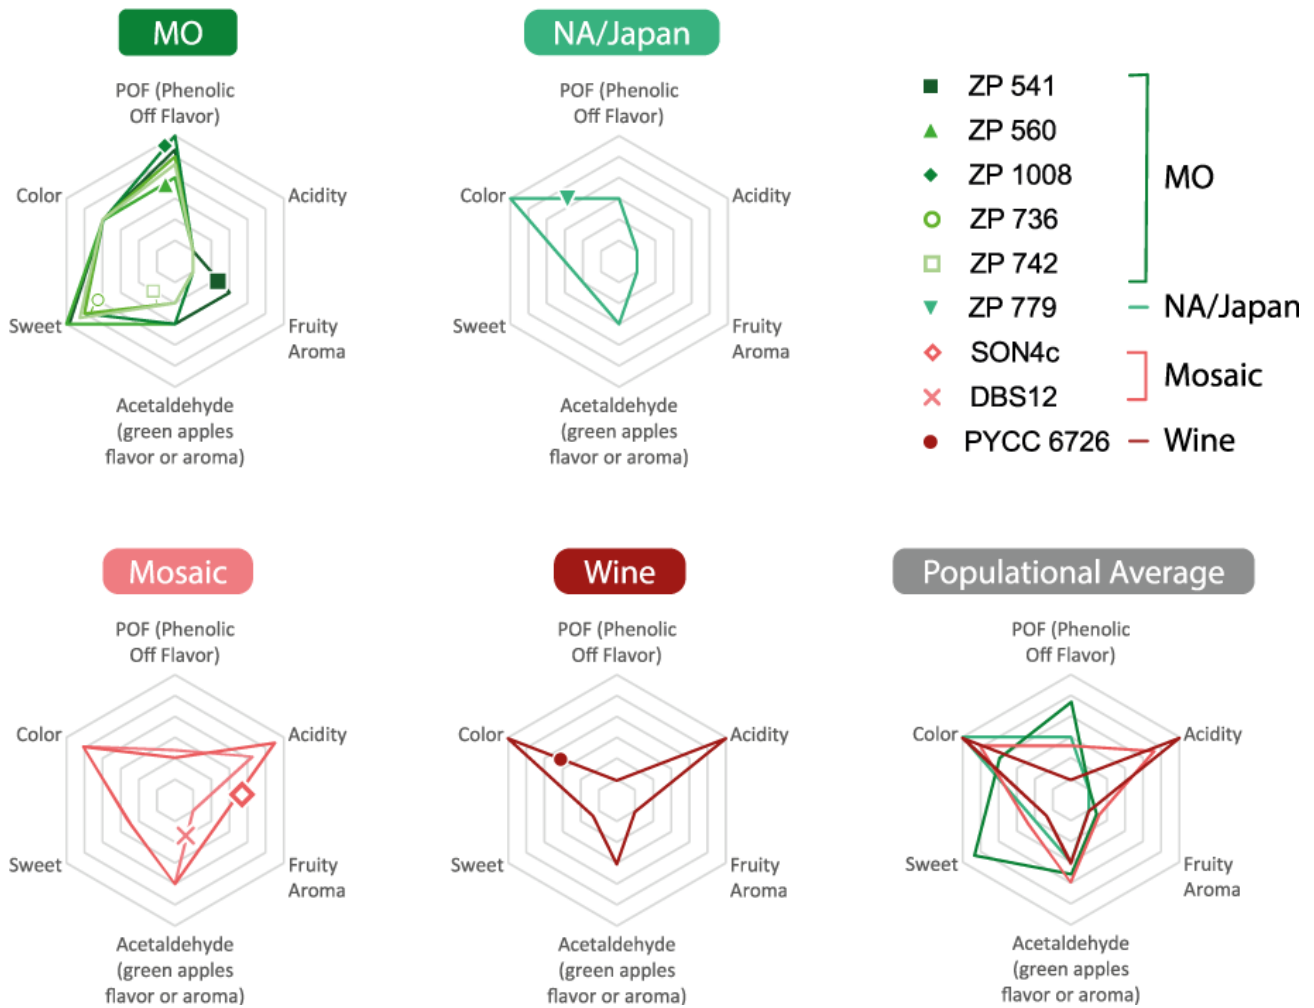 MO
POF (Phenolic
Off Flavor)
Color
Acidity
Sweet
Fruity
Aroma
Acetaldehyde
(green apples
flavor or aroma)
NA/Japan
POF (Phenolic
Off Flavor)
Color
Acidity
Sweet
Fruity
Aroma
Acetaldehyde
(green apples
flavor or aroma)
ZP 541
ZP 560
ZP 1008
ZP 736
ZP 742
MO
ZP 779
NA/Japan
SON4c
DBS12
Mosaic
PYCC 6726
Wine
Mosaic
POF (Phenolic
Off Flavor)
Color
Acidity
Sweet
Fruity
Aroma
Acetaldehyde
(green apples
flavor or aroma)
Wine
POF (Phenolic
Off Flavor)
Color
Acidity
Sweet
Fruity
Aroma
Acetaldehyde
(green apples
flavor or aroma)
Populational Average
POF (Phenolic
Off Flavor)
Color
Acidity
Sweet
Fruity
Aroma
Acetaldehyde
(green apples
flavor or aroma)